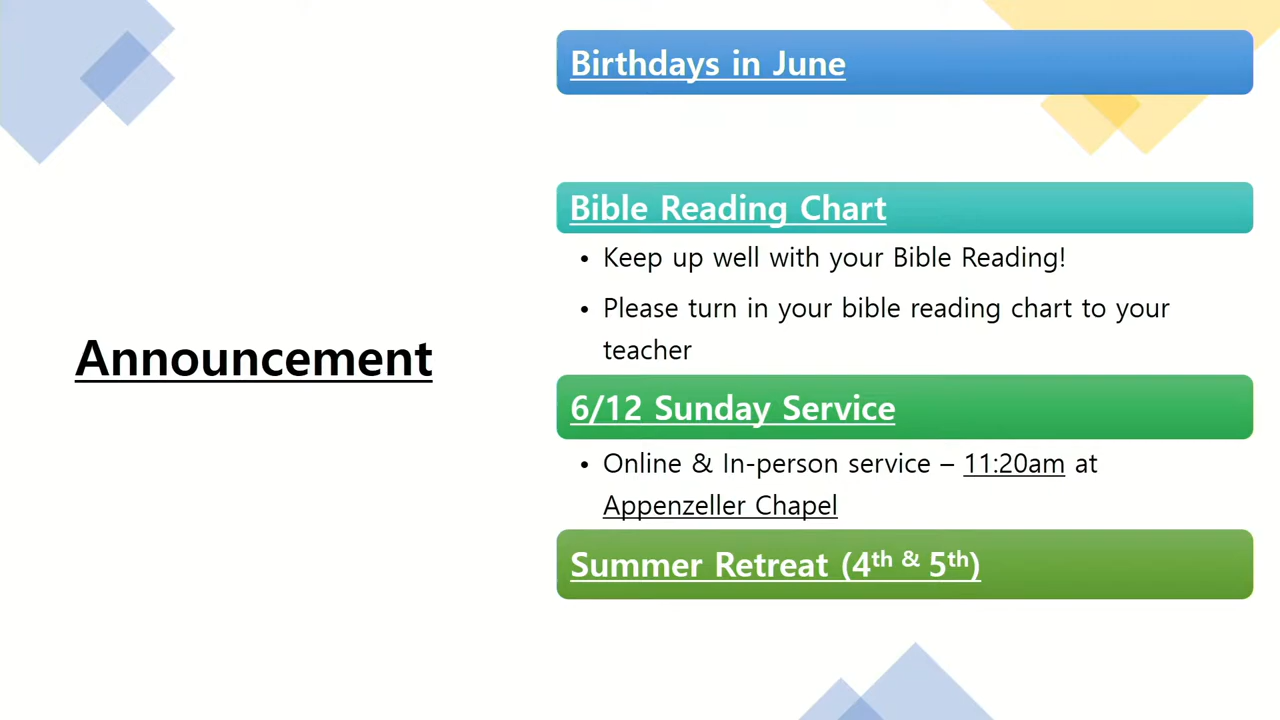 Announcement
Birthdays in June
Bible Reading Chart
• Keep up well with your Bible Reading!
• Please turn in your bible reading chart to your
teacher
6/12 Sunday Service
• Online & In-person service – 11:20am at
Appenzeller Chapel
Summer Retreat (4th & 5th)